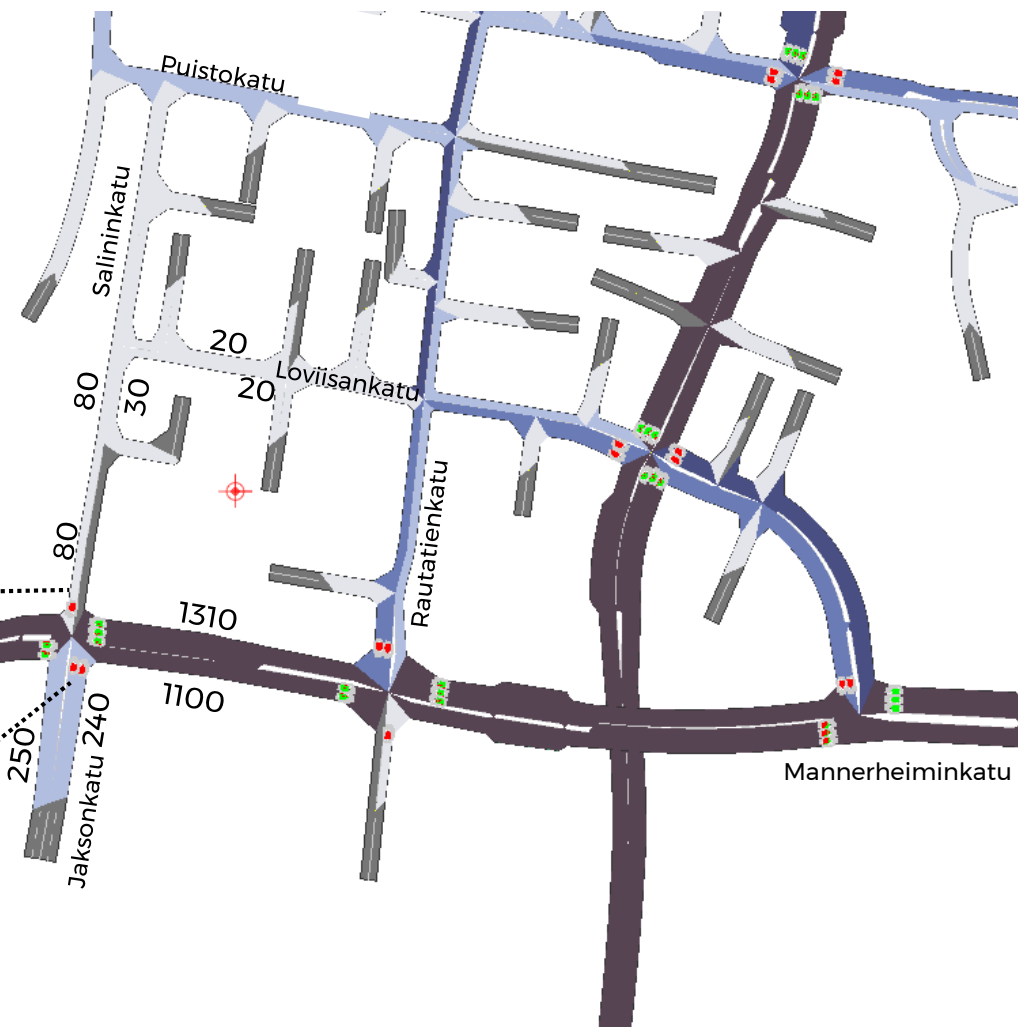 Puistokatu
Salininkatu
20
20
Loviisankatu
80
30
80
Rautatienkatu
1310
1100
250
240
Jaksonkatu
Mannerheiminkatu